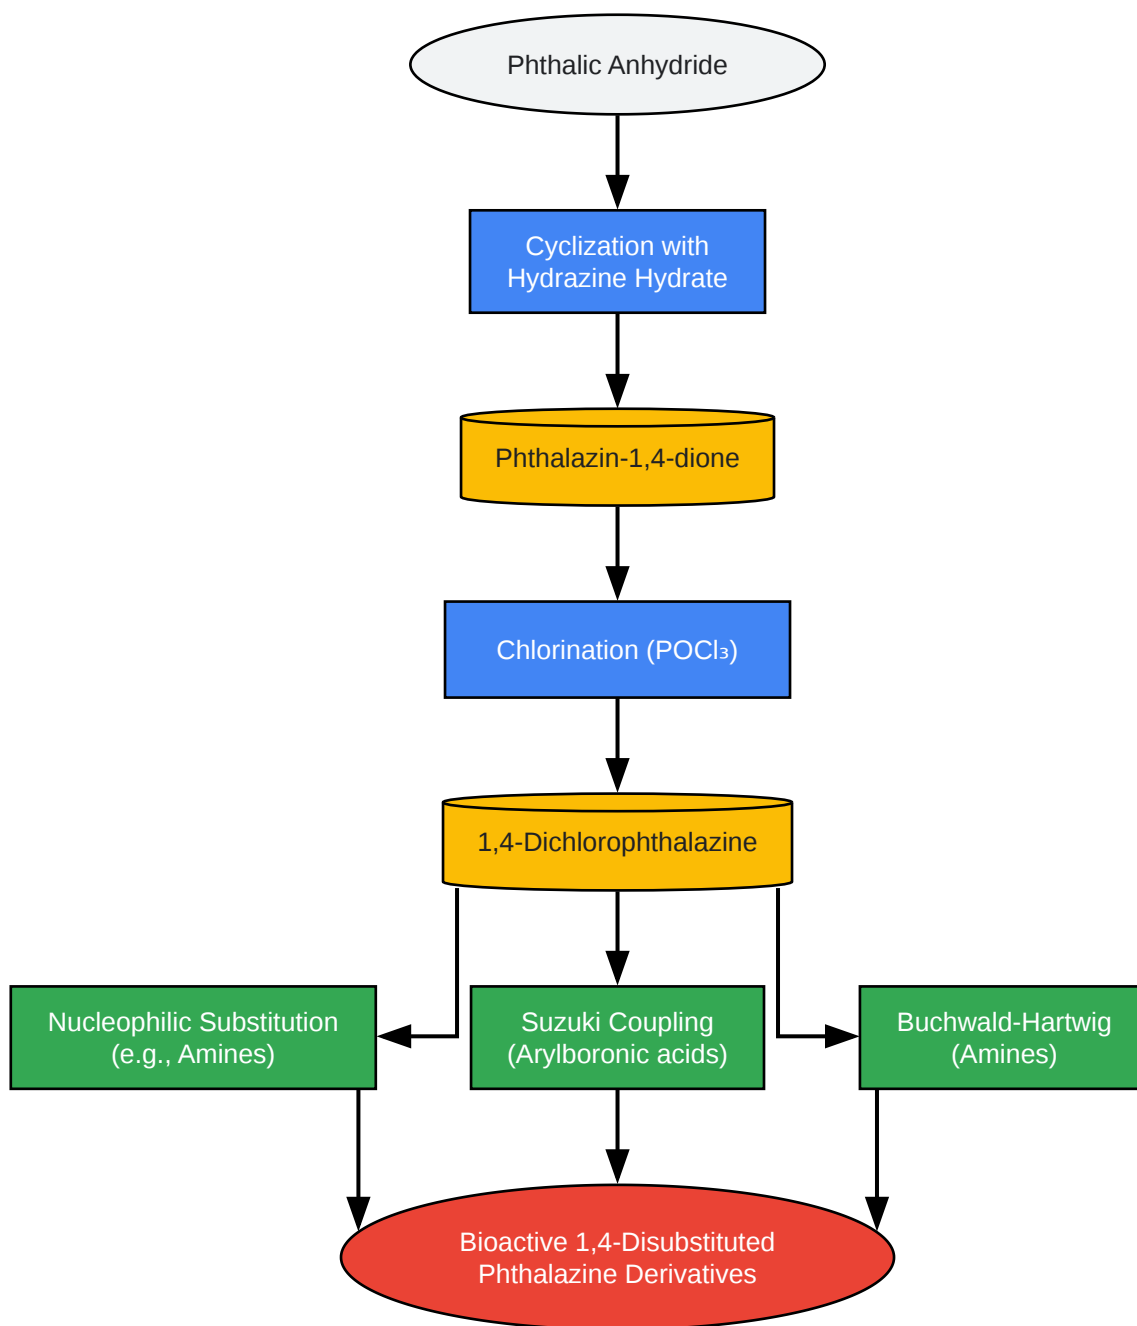 Phthalic Anhydride
Cyclization with
Hydrazine Hydrate
Phthalazin-1,4-dione
Chlorination (POCl₃)
1,4-Dichlorophthalazine
Nucleophilic Substitution
(e.g., Amines)
Suzuki Coupling
(Arylboronic acids)
Buchwald-Hartwig
(Amines)
Bioactive 1,4-Disubstituted
Phthalazine Derivatives